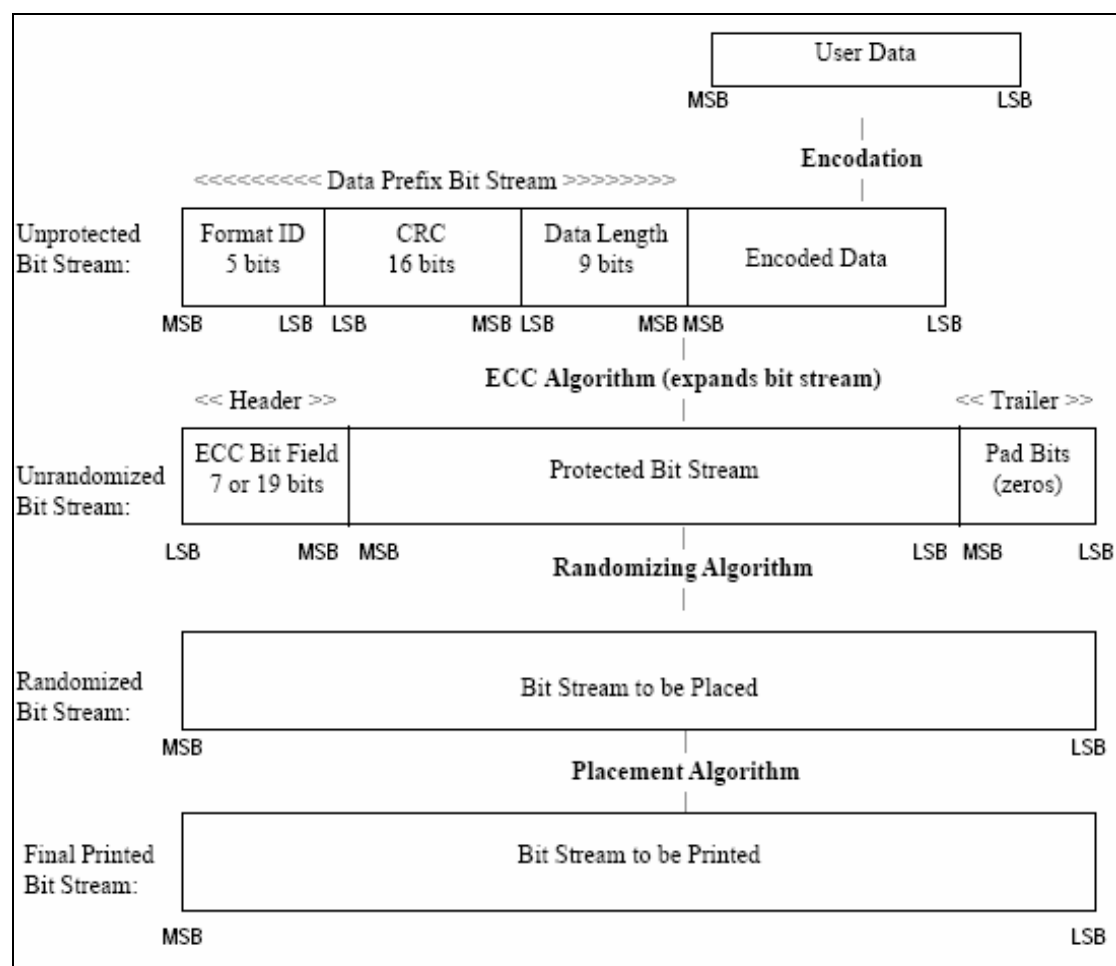 User Data
MSB LSB
Encodation
<<<<<<<<< Data Prefix Bit Stream >>>>>>>>
Unprotected
Bit Stream:
Format ID
5 bits
CRC
16 bits
Data Length
9 bits
Encoded Data
MSB LSB LSB MSB LSB MSB MSB LSB
ECC Algorithm (expands bit stream)
<< Header >> << Trailer >>
Unrandomized
Bit Stream:
ECC Bit Field
7 or 19 bits
Protected Bit Stream
Pad Bits
(zeros)
LSB MSB MSB LSB MSB LSB
Randomizing Algorithm
Randomized
Bit Stream:
Bit Stream to be Placed
MSB LSB
Placement Algorithm
Final Printed
Bit Stream:
Bit Stream to be Printed
MSB LSB